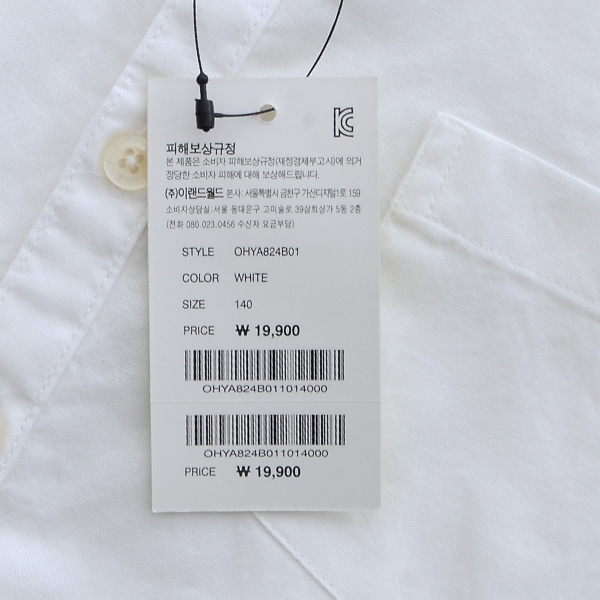 피해보상규정
본 제품은 소비자 피해보상규정(재정경제부고시)에 의거
정당한 소비자 피해에 대해 보상해드립니다.
(주)이랜드월드 본사: 서울특별시 금천구 가산디지털1로 159
소비자상담실:서울 동대문구 고미술로 39삼희상가 5동 2층
(전화 080.023.0456 수신자 요금부담)
STYLE OHYA824B01
COLOR WHITE
SIZE 140
PRICE ₩ 19,900
OHYA824B011014000
OHYA824B011014000
PRICE ₩ 19,900